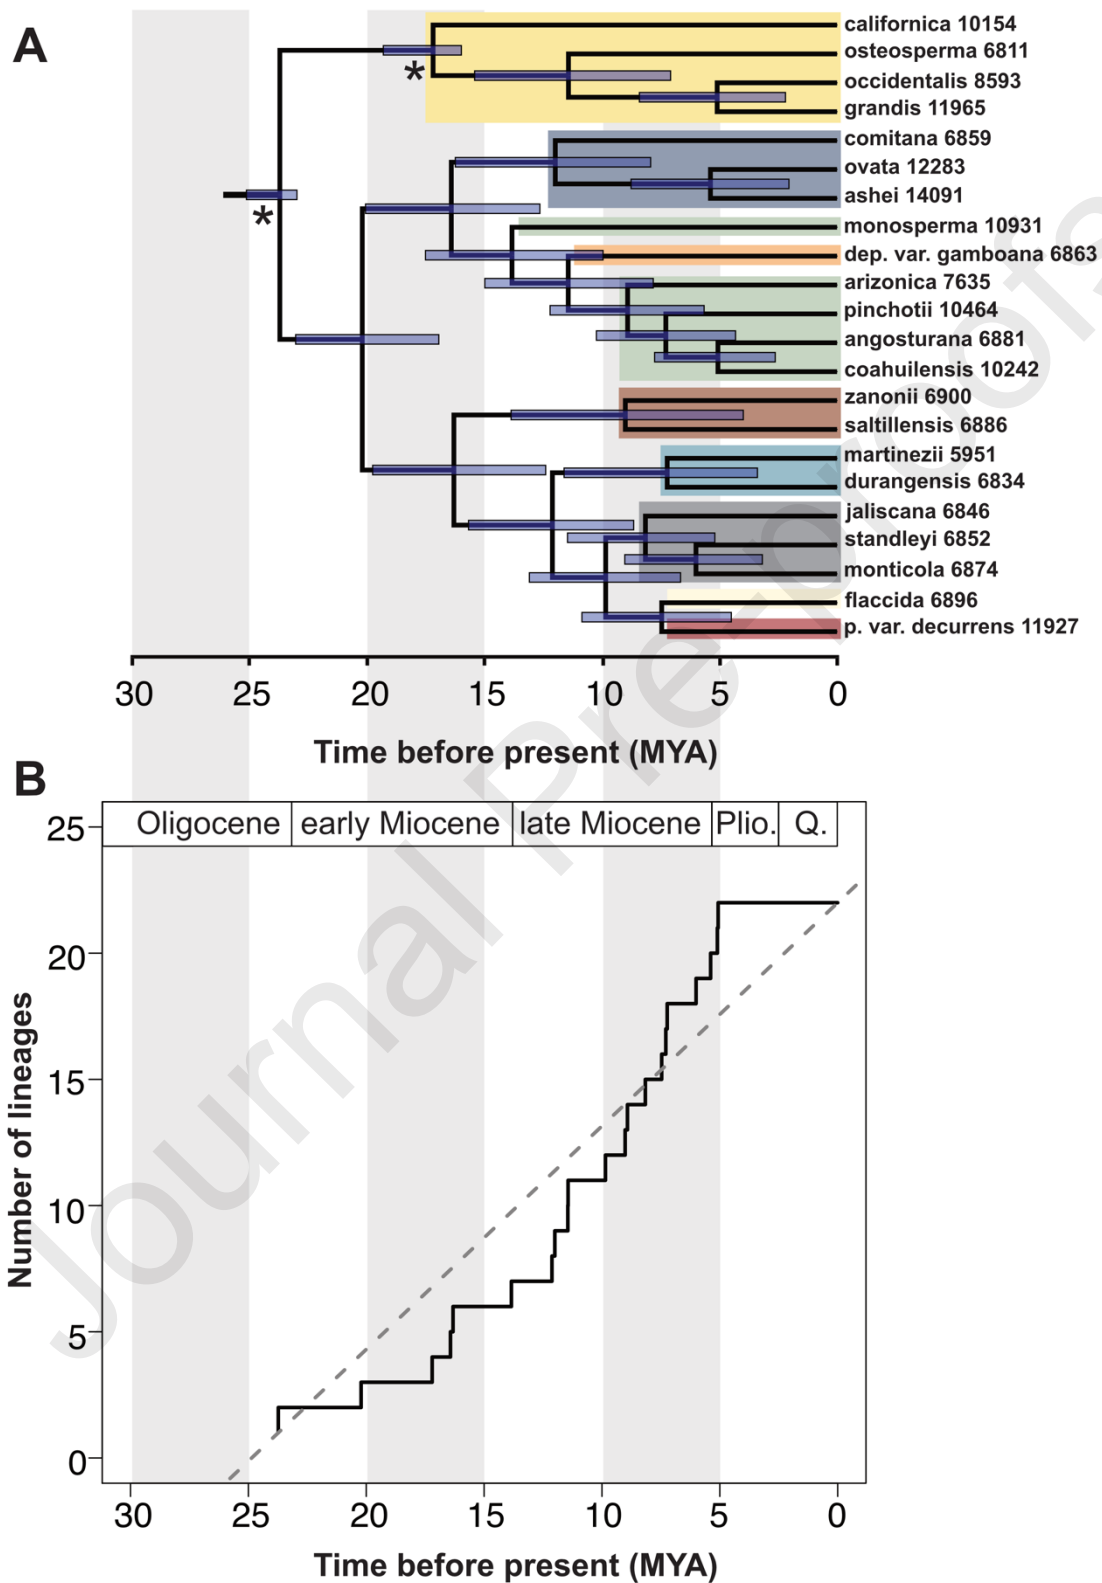 A
*
*
californica 10154
osteosperma 6811
occidentalis 8593
grandis 11965
comitana 6859
ovata 12283
ashei 14091
monosperma 10931
dep. var. gamboana 6863
arizonica 7635
pinchotii 10464
angosturana 6881
coahuilensis 10242
zanonii 6900
saltillensis 6886
martinezii 5951
durangensis 6834
jaliscana 6846
standleyi 6852
monticola 6874
flaccida 6896
p. var. decurrens 11927
30 25 20 15 10 5 0
Time before present (MYA)
B
Oligocene early Miocene late Miocene Plio. Q.
25
20
15
10
5
0
Number of lineages
30 25 20 15 10 5 0
Time before present (MYA)
Journal Pre-proofs